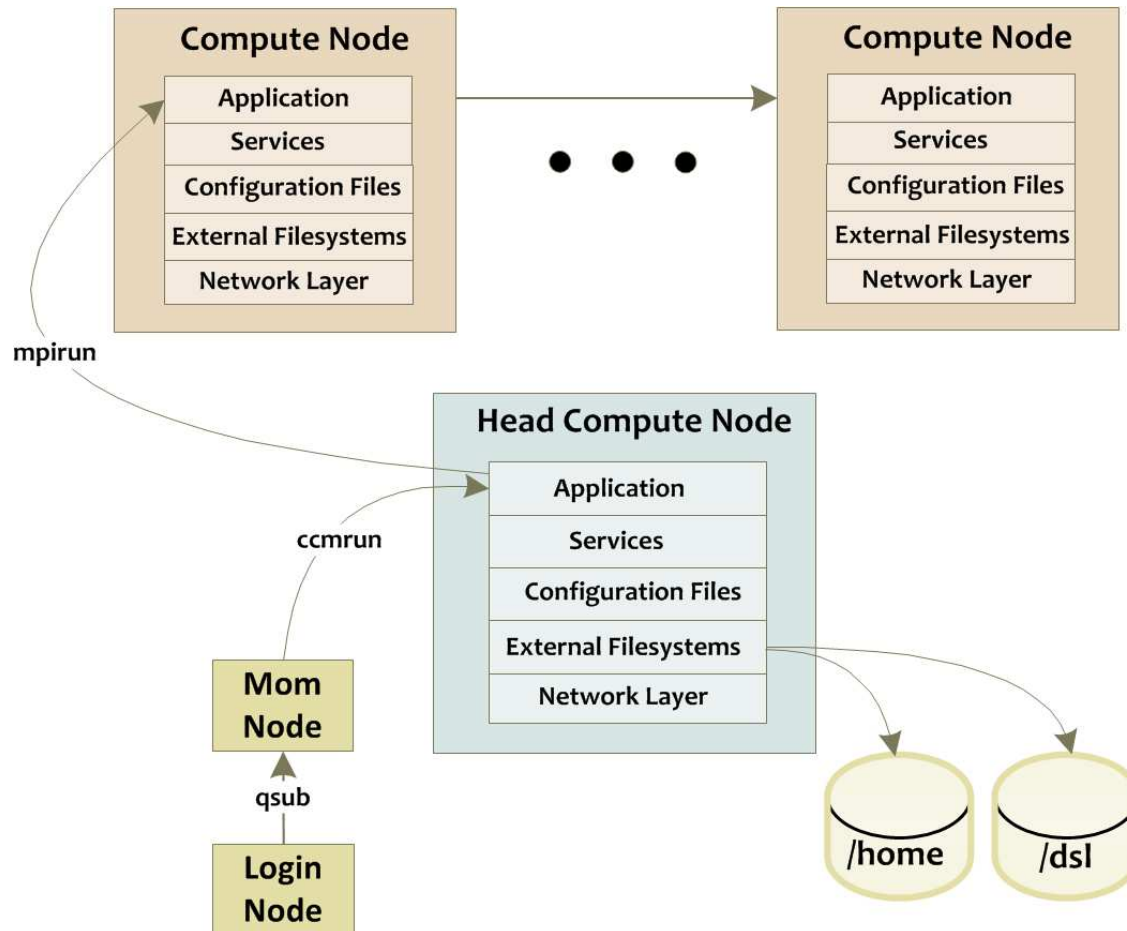 Compute Node
Application
Services
Configuration Files
External Filesystems
Network Layer
Compute Node
Application
Services
Configuration Files
External Filesystems
Network Layer
mpirun
Head Compute Node
Application
Services
Configuration Files
External Filesystems
Network Layer
ccmrun
Mom
Node
qsub
Login
Node
/home
/dsl